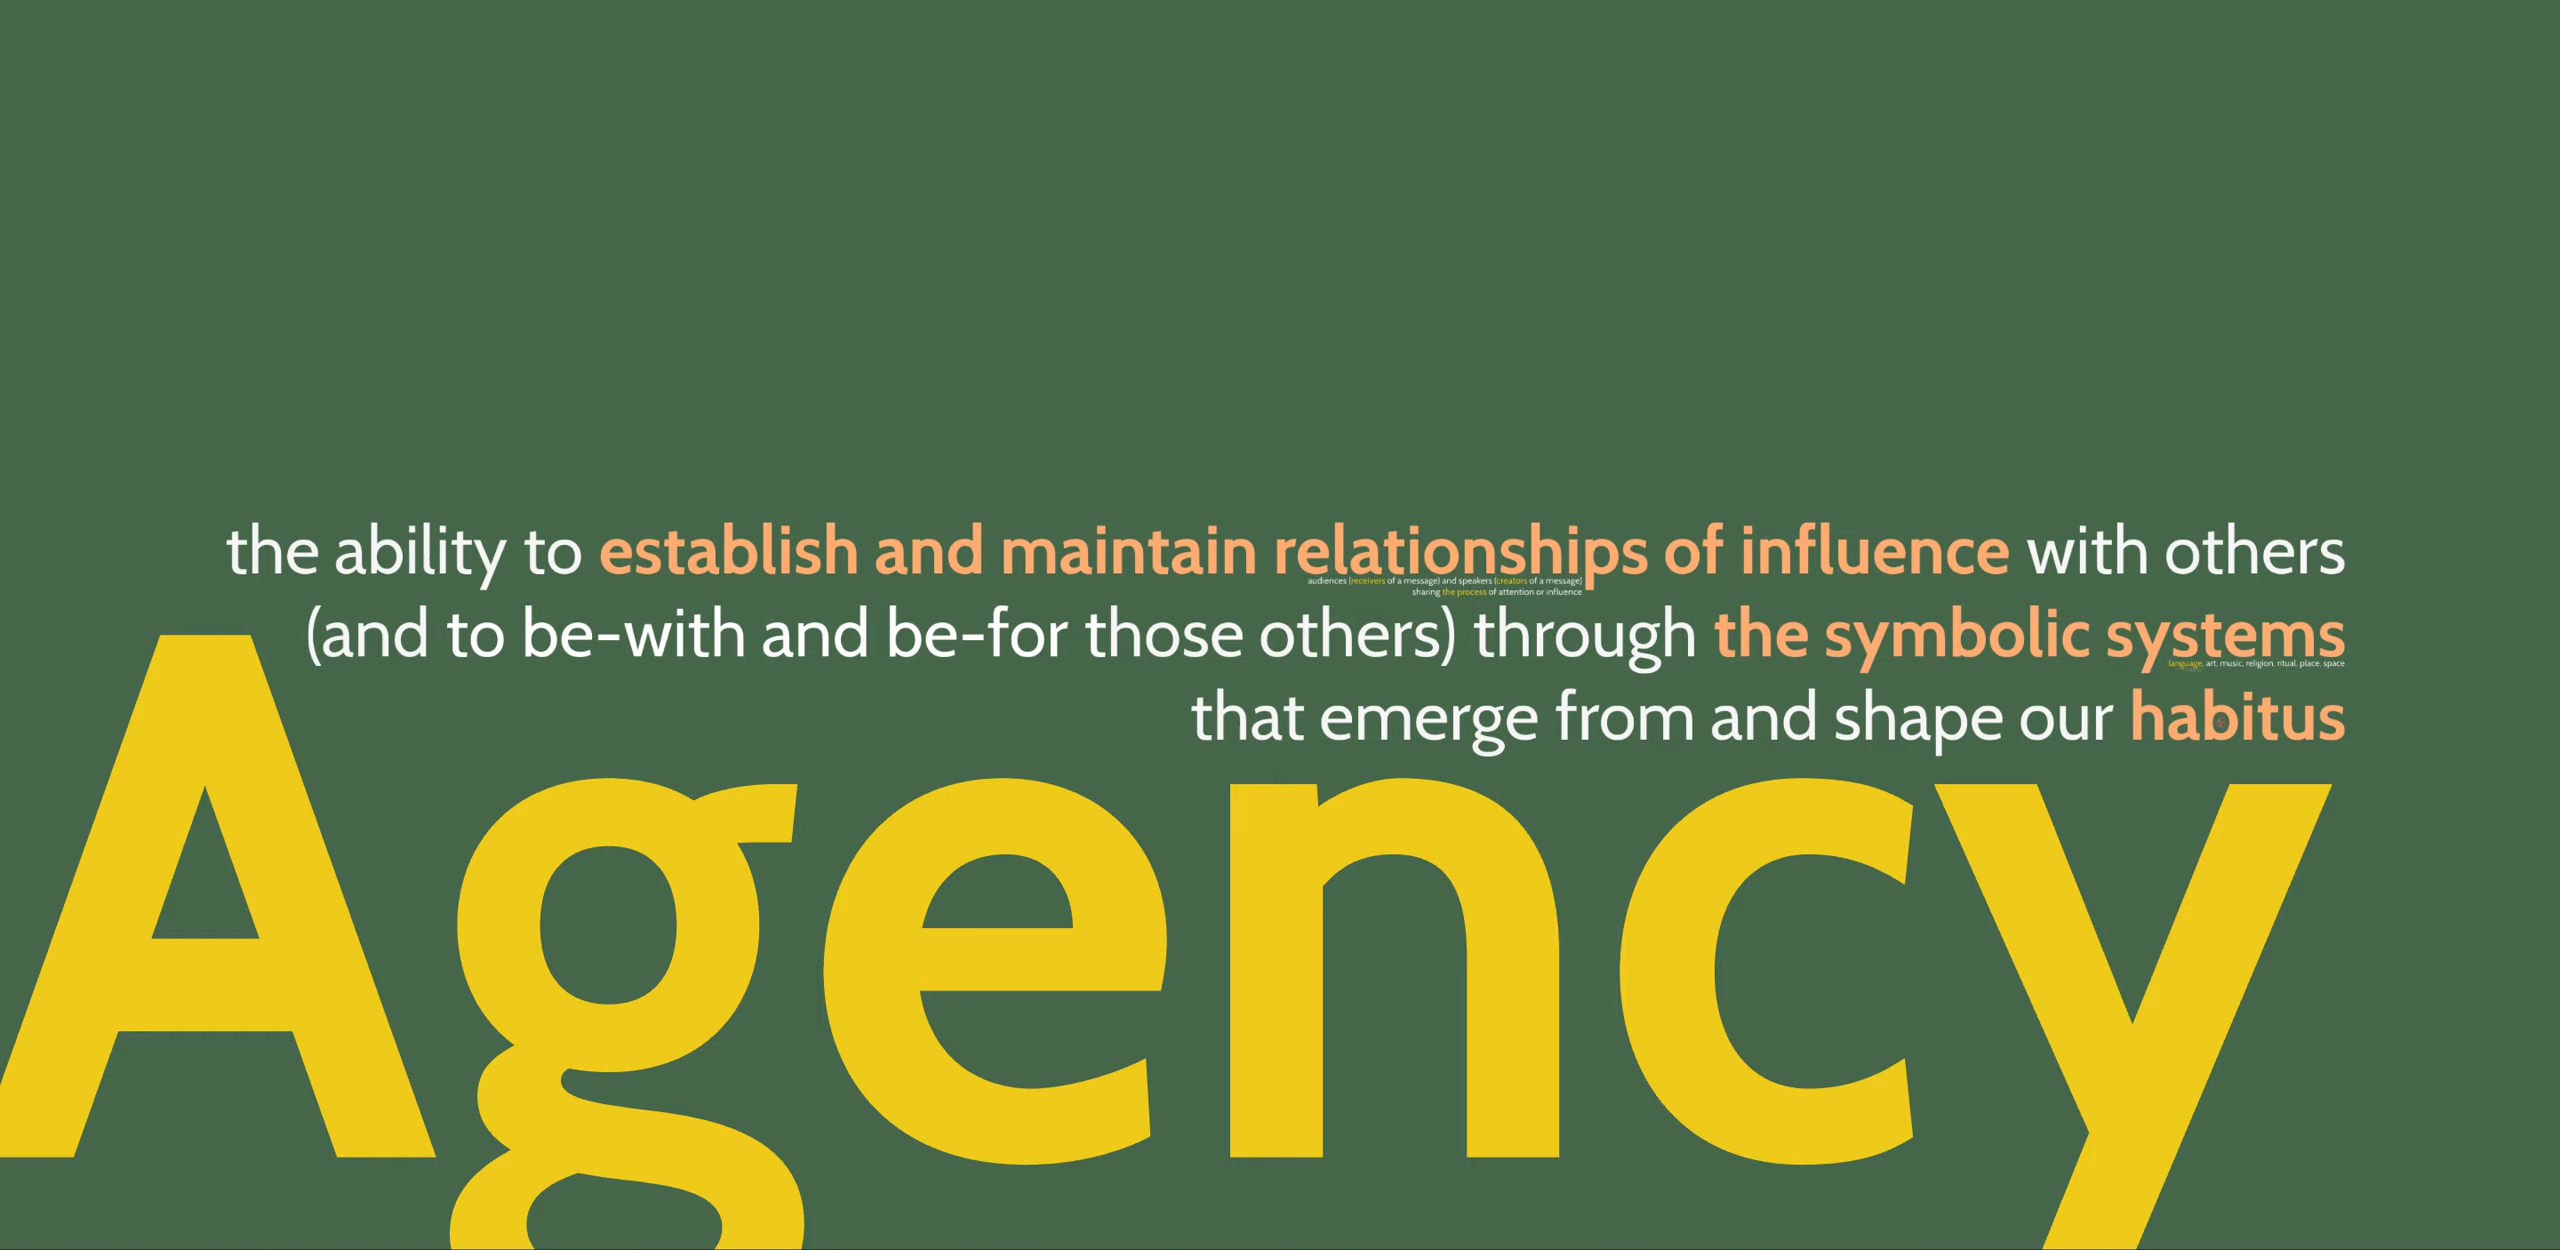 the ability to establish and maintain relationships of influence with others
audiences (receivers of a message) and speakers (creators of a message)
sharing the process of attention or influence
(and to be-with and be-for those others) through the symbolic systems
language, art, music, religion, ritual, place, space
that emerge from and shape our habitus
Agency